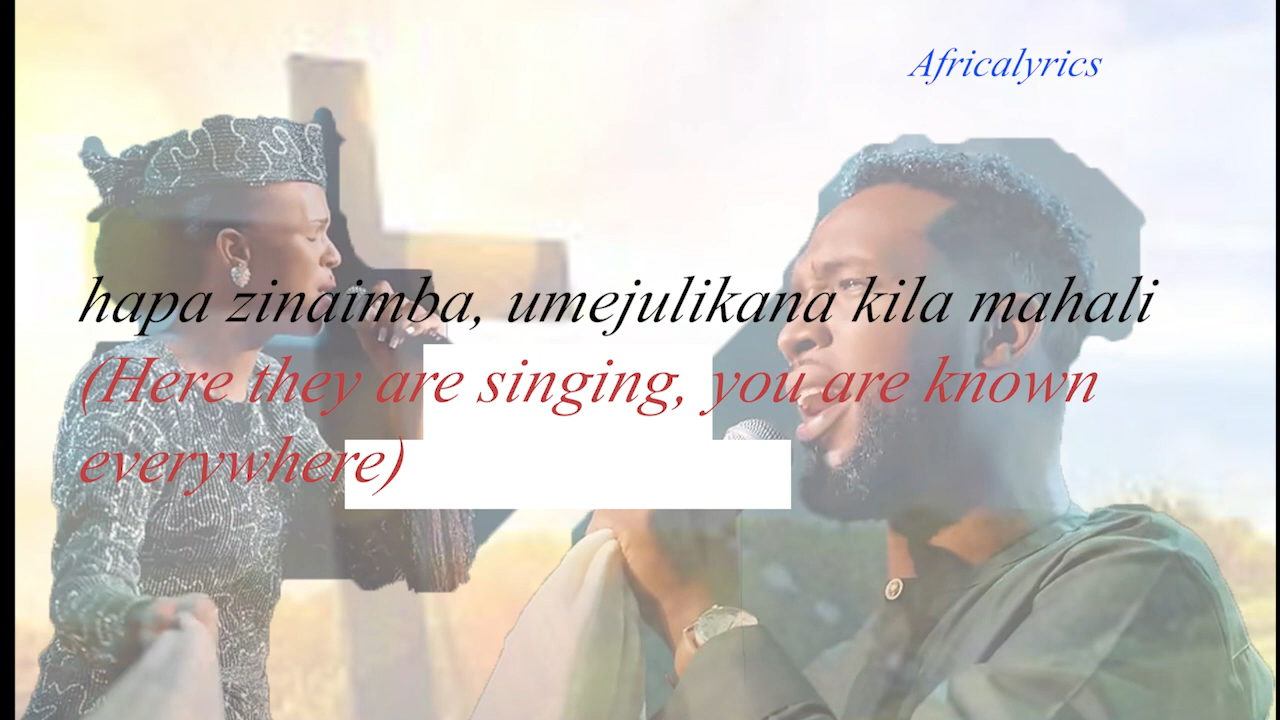 Africalyrics
hapa zinaimba, umejulikana kila mahali
(Here they are singing, you are known
everywhere)